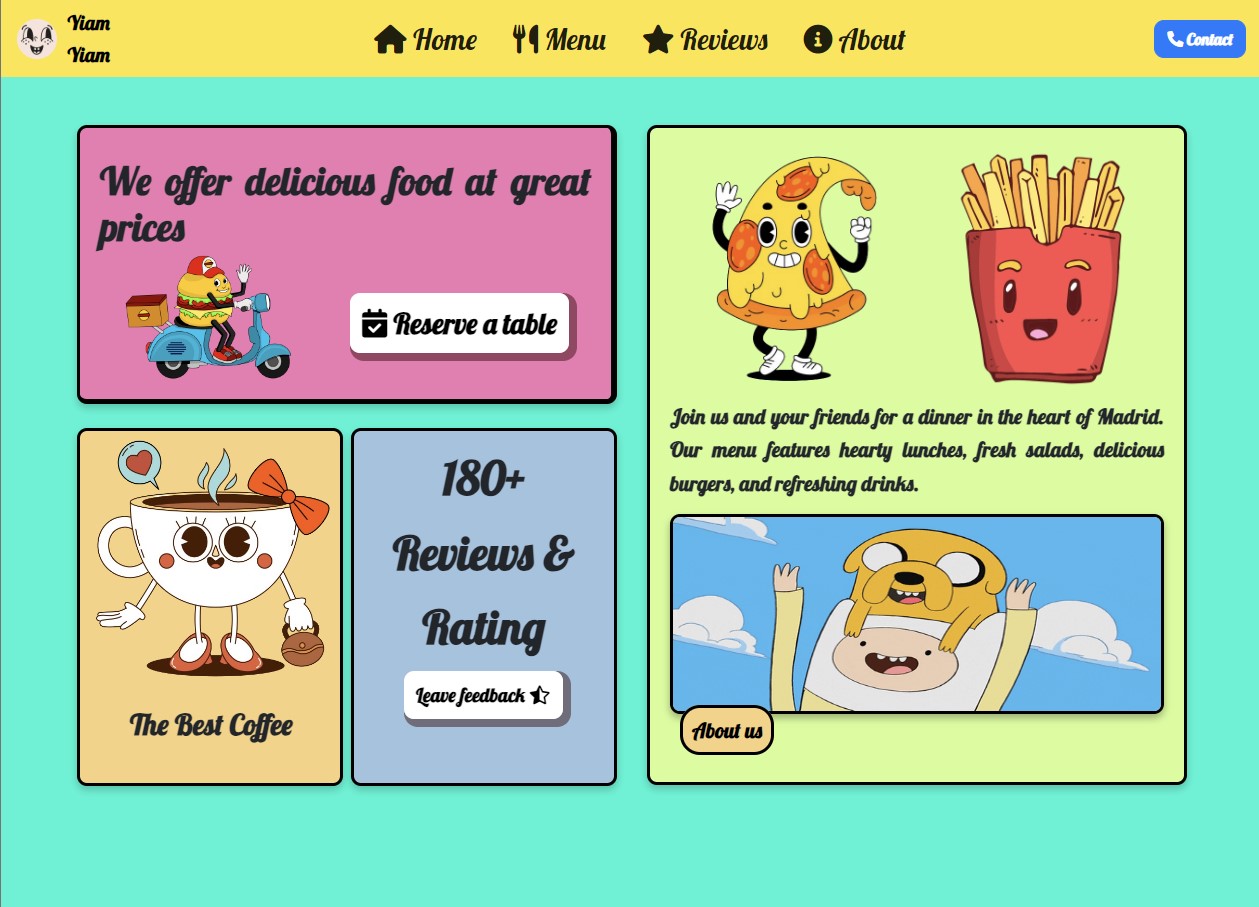 Yiam
Yiam
Home
Menu
Reviews
About
Contact
We offer delicious food at great
prices
Reserve a table
The Best Coffee
180+
Reviews &
Rating
Leave feedback
Join us and your friends for a dinner in the heart of Madrid.
Our menu features hearty lunches, fresh salads, delicious
burgers, and refreshing drinks.
About us